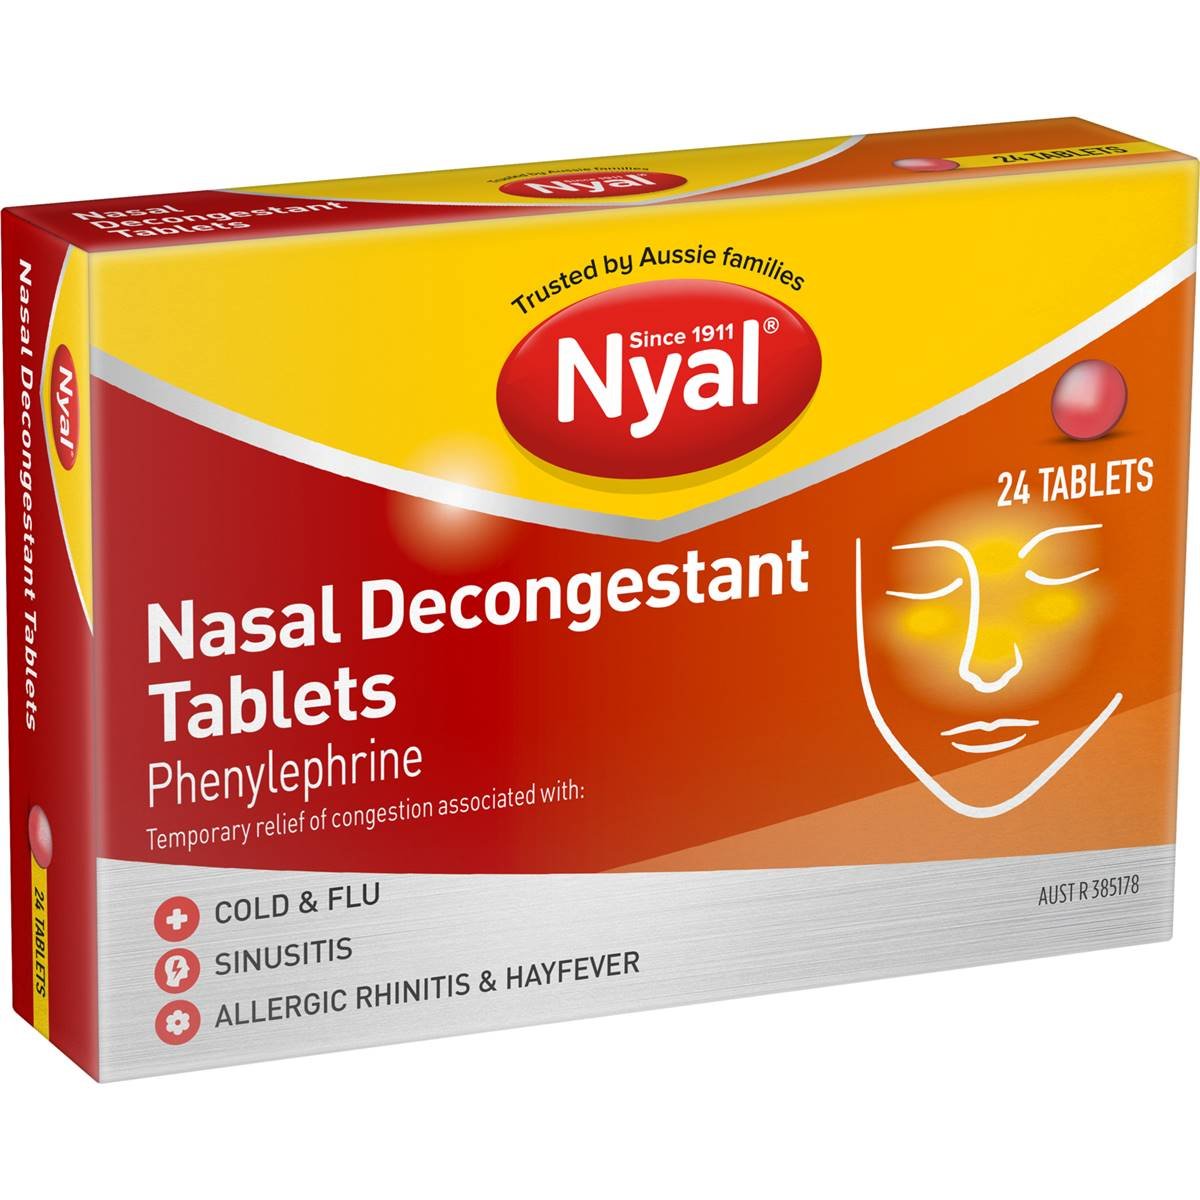 Nasal
Decongestant
Tablets
Trusted by Aussie families
Since 1911
Nyal
24 TABLETS
Nasal Decongestant Tablets
Nyal
24 TABLETS
Trusted by Aussie families
Since 1911
Nyal®
24 TABLETS
Nasal Decongestant
Tablets
Phenylephrine
Temporary relief of congestion associated with:
COLD & FLU
SINUSITIS
ALLERGIC RHINITIS & HAYFEVER
AUST R 385178